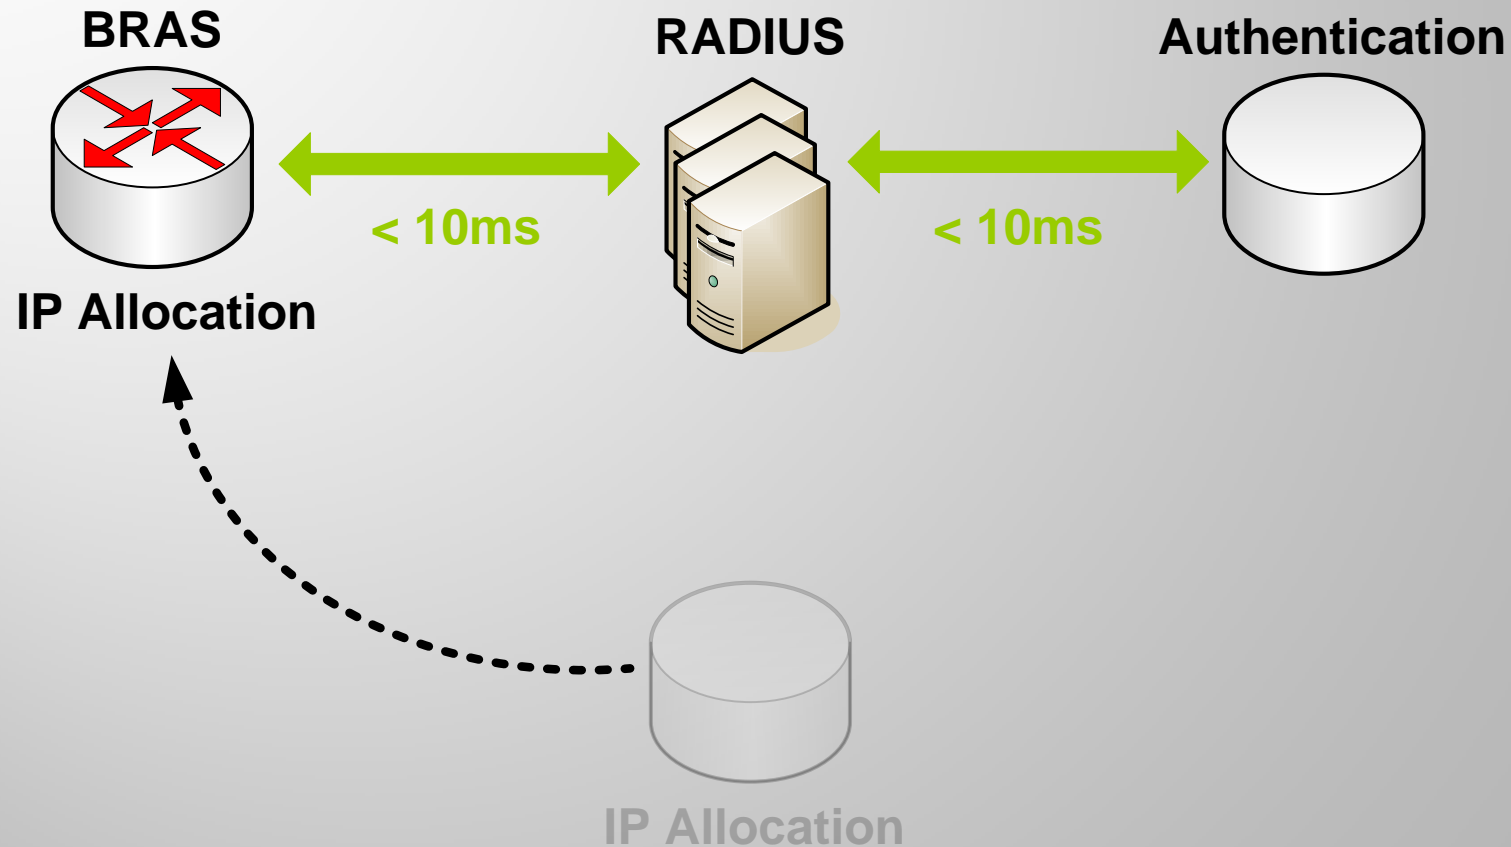 BRAS
RADIUS
Authentication
< 10ms
< 10ms
IP Allocation
IP Allocation